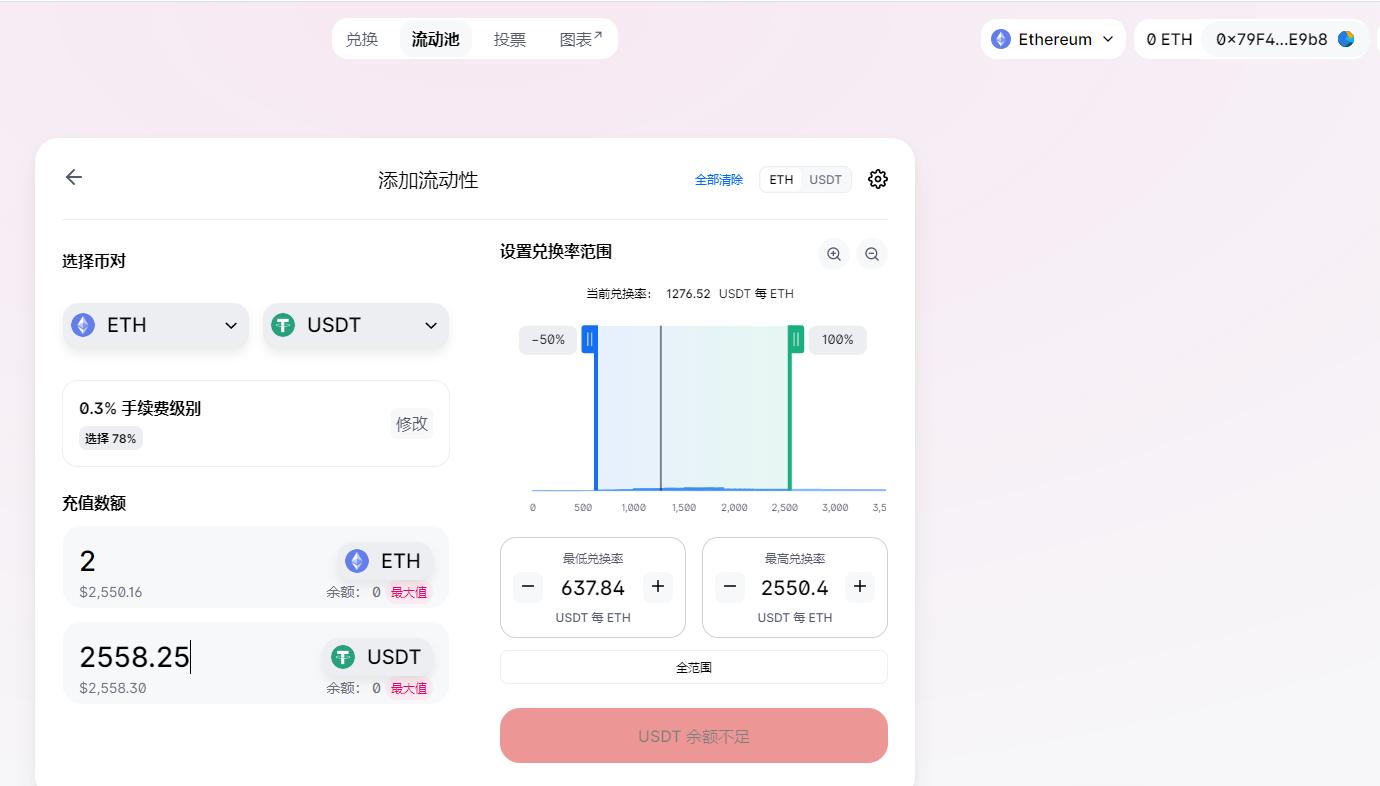 兑换 流动池 投票 图表↗ Ethereum 0 ETH 0x79F4...E9b8
添加流动性 全部清除 ETH USDT
选择币对
ETH USDT
0.3% 手续费级别
选择 78%
修改
充值数额
2 ETH
$2,550.16 余额: 0 最大值
2558.25 USDT
$2,558.30 余额: 0 最大值
设置兑换率范围
当前兑换率: 1276.52 USDT 每 ETH
-50% 100%
0 500 1,000 1,500 2,000 2,500 3,000 3,5
最低兑换率
637.84
USDT 每 ETH
最高兑换率
2550.4
USDT 每 ETH
全范围
USDT 余额不足